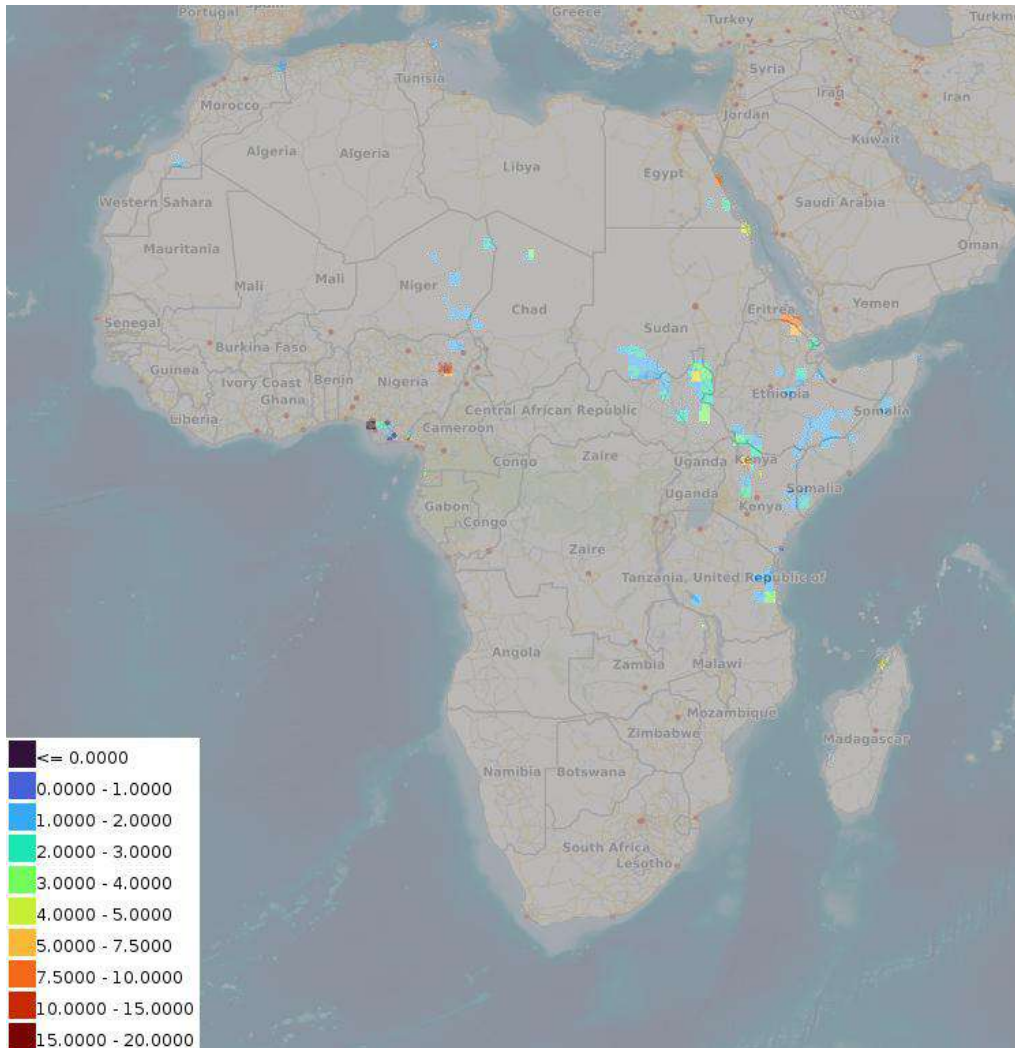 Portugal
Greece
Turkey
Turkm
Tunisia
Syria
Morocco
Iraq
Iran
Jordan
Algeria
Algeria
Kuwait
Libya
Egypt
Western Sahara
Saudi Arabia
Mauritania
Oman
Mali
Mali
Niger
Chad
Eritrea
Yemen
Senegal
Sudan
Burkina Faso
Guinea
Ivory Coast
Benin
Nigeria
Ethiopia
Ghana
Central African Republic
Somalia
Liberia
Cameroon
Congo
Zaire
Uganda
Kenya
Uganda
Somalia
Gabon
Kenya
Congo
Zaire
Tanzania, United Republic of
Angola
Zambia
Malawi
Mozambique
Zimbabwe
Madagascar
Namibia
Botswana
South Africa
Lesotho
<= 0.0000
0.0000 - 1.0000
1.0000 - 2.0000
2.0000 - 3.0000
3.0000 - 4.0000
4.0000 - 5.0000
5.0000 - 7.5000
7.5000 - 10.0000
10.0000 - 15.0000
15.0000 - 20.0000